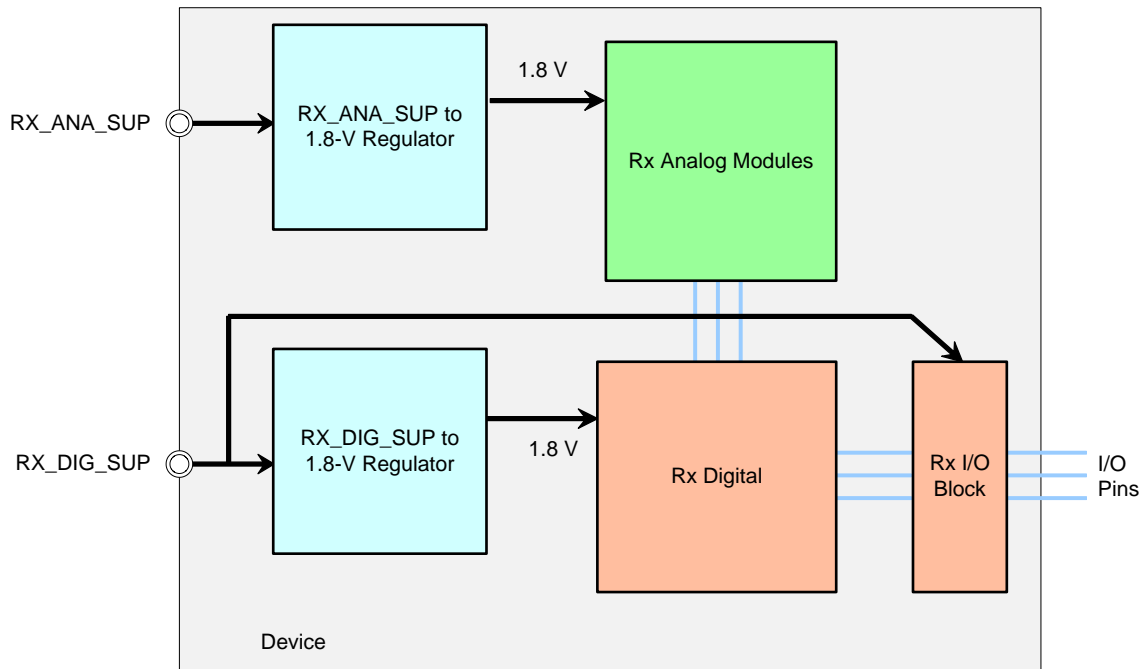 1.8 V
RX_ANA_SUP
RX_ANA_SUP to
1.8-V Regulator
Rx Analog Modules
RX_DIG_SUP
RX_DIG_SUP to
1.8-V Regulator
1.8 V
Rx Digital
Rx I/O
Block
I/O
Pins
Device